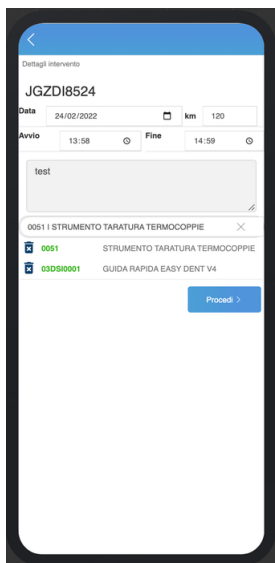 Dettagli intervento
JGZDI8524
Data 24/02/2022 km 120
Avvio 13:58 Fine 14:59
test
0051 | STRUMENTO TARATURA TERMOCOPPIE
0051 STRUMENTO TARATURA TERMOCOPPIE
03DSI0001 GUIDA RAPIDA EASY DENT V4
Procedi >